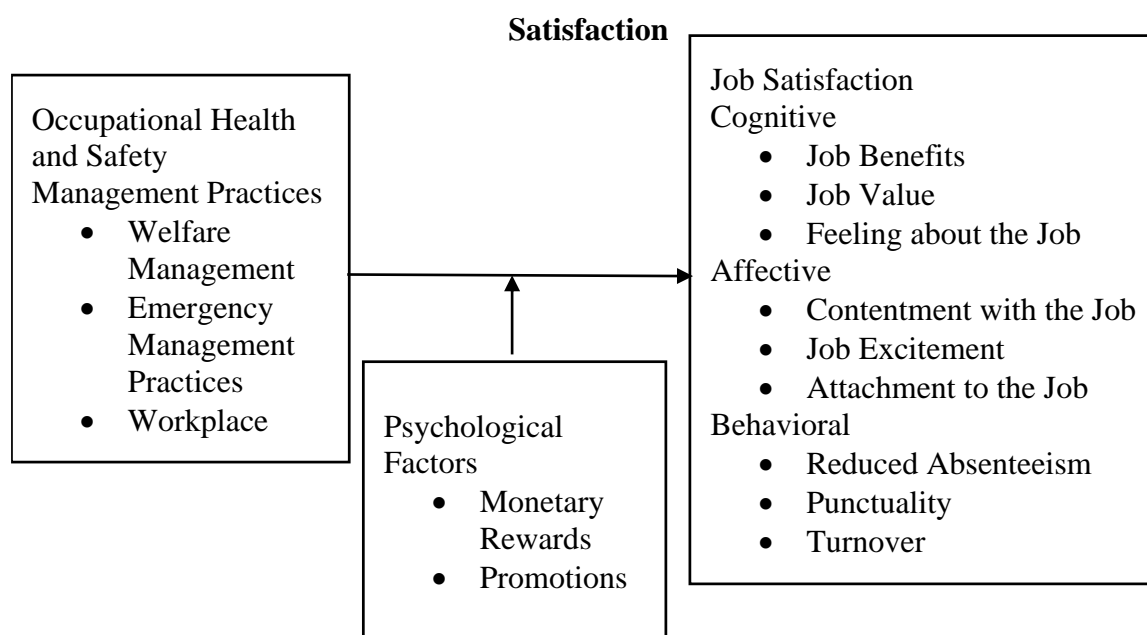 Satisfaction
Occupational Health
and Safety
Management Practices
• Welfare
Management
• Emergency
Management
Practices
• Workplace
Psychological
Factors
• Monetary
Rewards
• Promotions
Job Satisfaction
Cognitive
• Job Benefits
• Job Value
• Feeling about the Job
Affective
• Contentment with the Job
• Job Excitement
• Attachment to the Job
Behavioral
• Reduced Absenteeism
• Punctuality
• Turnover